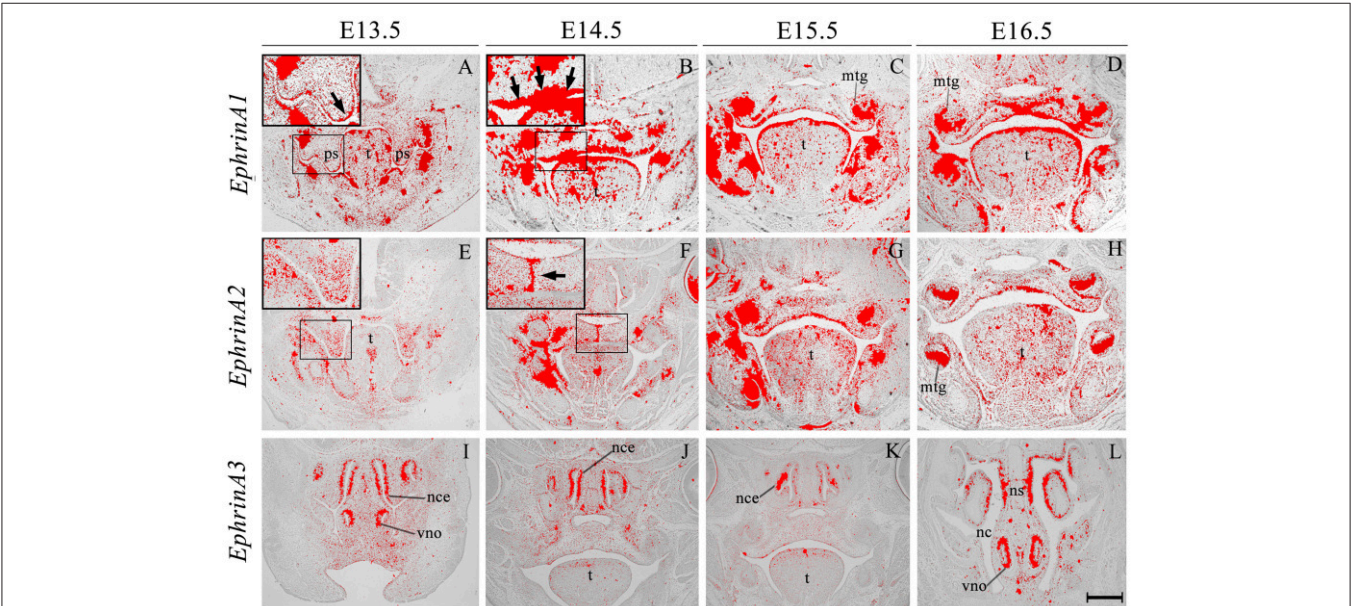 E13.5 E14.5 E15.5 E16.5
EphrinA1
A B C D
mtg mtg
ps t ps t t t
EphrinA2
E F G H
t t t
mtg
EphrinA3
I J K L
nce nce nce ns
vno nc
t t vno